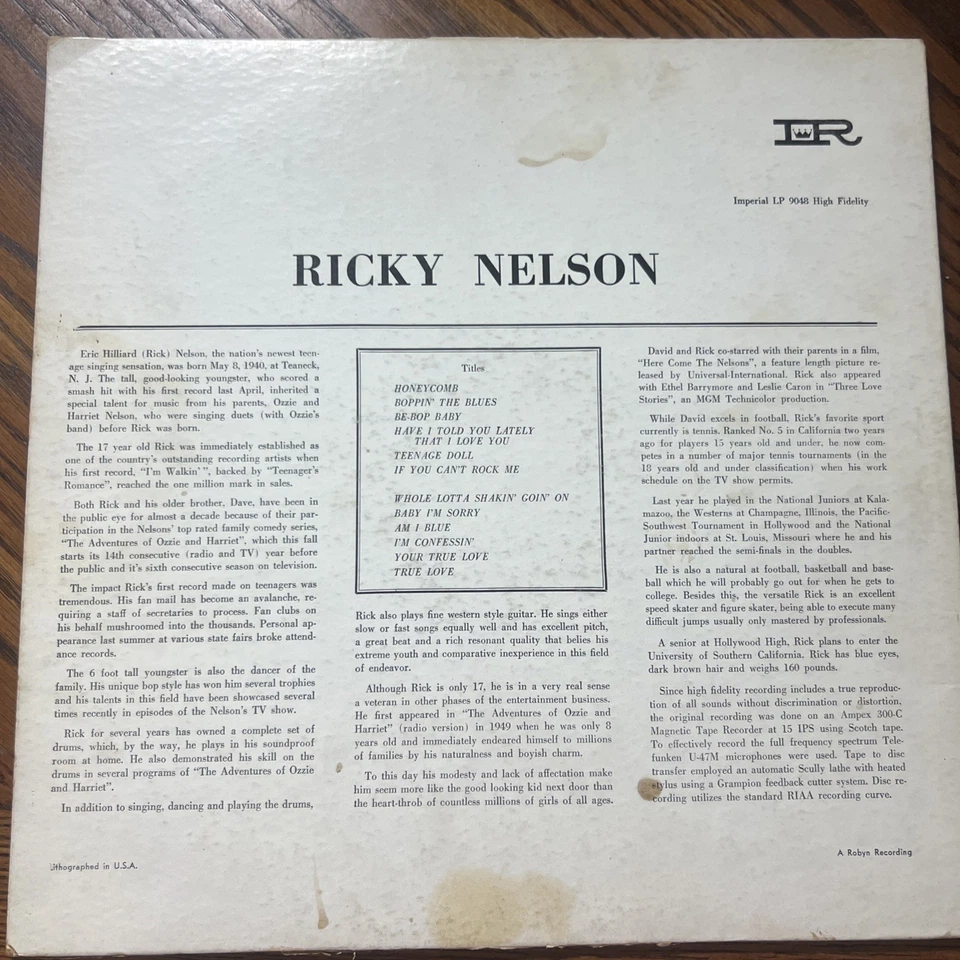 IR
Imperial LP 9048 High Fidelity
RICKY NELSON
Eric Hilliard (Rick) Nelson, the nation's newest teen-
age singing sensation, was born May 8, 1940, at Teaneck,
N. J. The tall, good-looking youngster, who scored a
smash hit with his first record last April, inherited a
special talent for music from his parents, Ozzie and
Harriet Nelson, who were singing duets (with Ozzie's
band) before Rick was born.
The 17 year old Rick was immediately established as
one of the country's outstanding recording artists when
his first record, "I'm Walkin'", backed by "Teenager's
Romance", reached the one million mark in sales.
Both Rick and his older brother, Dave, have been in
the public eye for almost a decade because of their par-
ticipation in the Nelsons' top rated family comedy series,
"The Adventures of Ozzie and Harriet", which this fall
starts its 14th consecutive (radio and TV) year before
the public and it's sixth consecutive season on television.
The impact Rick's first record made on teenagers was
tremendous. His fan mail has become an avalanche, re-
quiring a staff of secretaries to process. Fan clubs on
his behalf mushroomed into the thousands. Personal ap-
pearance last summer at various state fairs broke attend-
ance records.
The 6 foot tall youngster is also the dancer of the
family. His unique bop style has won him several trophies
and his talents in this field have been showcased several
times recently in episodes of the Nelson's TV show.
Rick for several years has owned a complete set of
drums, which, by the way, he plays in his soundproof
room at home. He also demonstrated his skill on the
drums in several programs of "The Adventures of Ozzie
and Harriet".
In addition to singing, dancing and playing the drums,
Titles
HONEYCOMB
BOPPIN' THE BLUES
BE-BOP BABY
HAVE I TOLD YOU LATELY
THAT I LOVE YOU
TEENAGE DOLL
IF YOU CAN'T ROCK ME
WHOLE LOTTA SHAKIN' GOIN' ON
BABY I'M SORRY
AM I BLUE
I'M CONFESSIN'
YOUR TRUE LOVE
TRUE LOVE
Rick also plays fine western style guitar. He sings either
slow or fast songs equally well and has excellent pitch,
a great beat and a rich resonant quality that belies his
extreme youth and comparative inexperience in this field
of endeavor.
Although Rick is only 17, he is in a very real sense
a veteran in other phases of the entertainment business.
He first appeared in "The Adventures of Ozzie and
Harriet" (radio version) in 1949 when he was only 8
years old and immediately endeared himself to millions
of families by his naturalness and boyish charm.
To this day his modesty and lack of affectation make
him seem more like the good looking kid next door than
the heart-throb of countless millions of girls of all ages.
David and Rick co-starred with their parents in a film,
"Here Come The Nelsons", a feature length picture re-
leased by Universal-International. Rick also appeared
with Ethel Barrymore and Leslie Caron in "Three Love
Stories", an MGM Technicolor production.
While David excels in football, Rick's favorite sport
currently is tennis. Ranked No. 5 in California two years
ago for players 15 years old and under, he now com-
petes in a number of major tennis tournaments (in the
18 years old and under classification) when his work
schedule on the TV show permits.
Last year he played in the National Juniors at Kala-
mazoo, the Westerns at Champagne, Illinois, the Pacific-
Southwest Tournament in Hollywood and the National
Junior indoors at St. Louis, Missouri where he and his
partner reached the semi-finals in the doubles.
He is also a natural at football, basketball and base-
ball which he will probably go out for when he gets to
college. Besides this, the versatile Rick is an excellent
speed skater and figure skater, being able to execute many
difficult jumps usually only mastered by professionals.
A senior at Hollywood High, Rick plans to enter the
University of Southern California. Rick has blue eyes,
dark brown hair and weighs 160 pounds.
Since high fidelity recording includes a true reproduc-
tion of all sounds without discrimination or distortion,
the original recording was done on an Ampex 300-C
Magnetic Tape Recorder at 15 IPS using Scotch tape.
To effectively record the full frequency spectrum Tele-
funken U-47M microphones were used. Tape to disc
transfer employed an automatic Scully lathe with heated
stylus using a Grampion feedback cutter system. Disc re-
cording utilizes the standard RIAA recording curve.
Lithographed in U.S.A.
A Robyn Recording